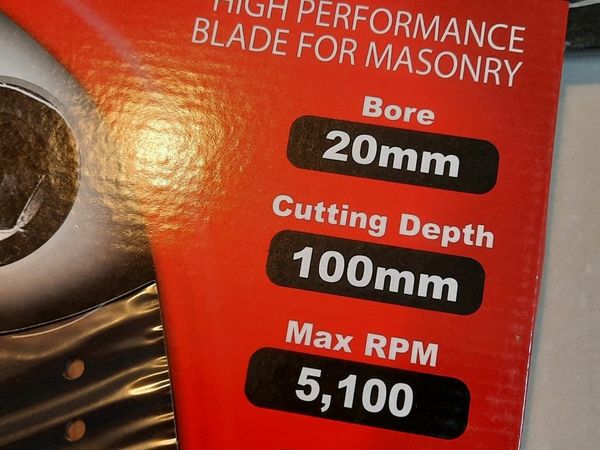 HIGH PERFORMANCE
BLADE FOR MASONRY
Bore
20mm
Cutting Depth
100mm
Max RPM
5,100